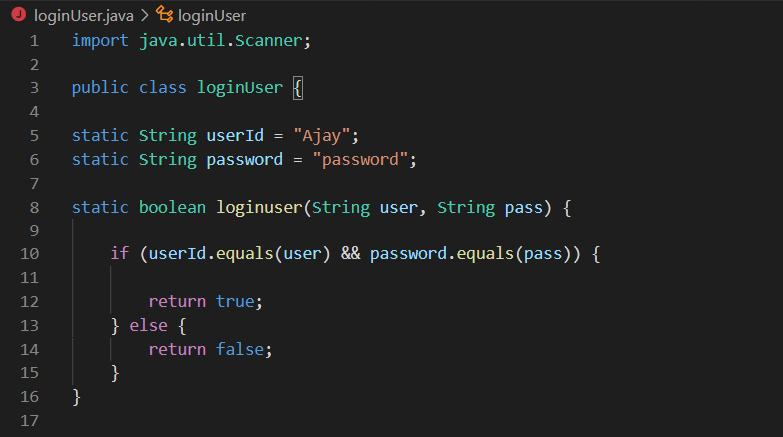 loginUser.java > loginUser
1 import java.util.Scanner;
2
3 public class loginUser {
4
5 static String userId = "Ajay";
6 static String password = "password";
7
8 static boolean loginuser(String user, String pass) {
9
10 if (userId.equals(user) && password.equals(pass)) {
11
12 return true;
13 } else {
14 return false;
15 }
16 }
17